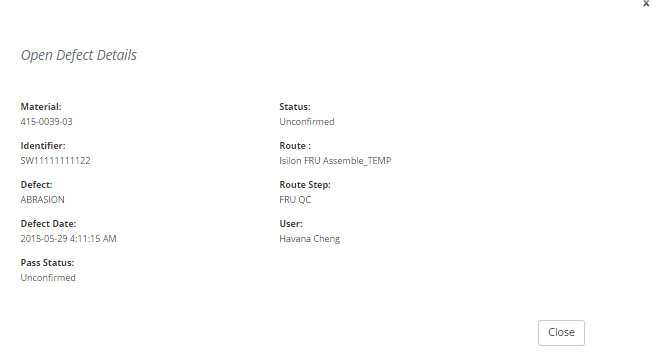 x
Open Defect Details
Material:
415-0039-03
Identifier:
SW11111111122
Defect:
ABRASION
Defect Date:
2015-05-29 4:11:15 AM
Pass Status:
Unconfirmed
Status:
Unconfirmed
Route :
Isilon FRU Assemble_TEMP
Route Step:
FRU QC
User:
Havana Cheng
Close